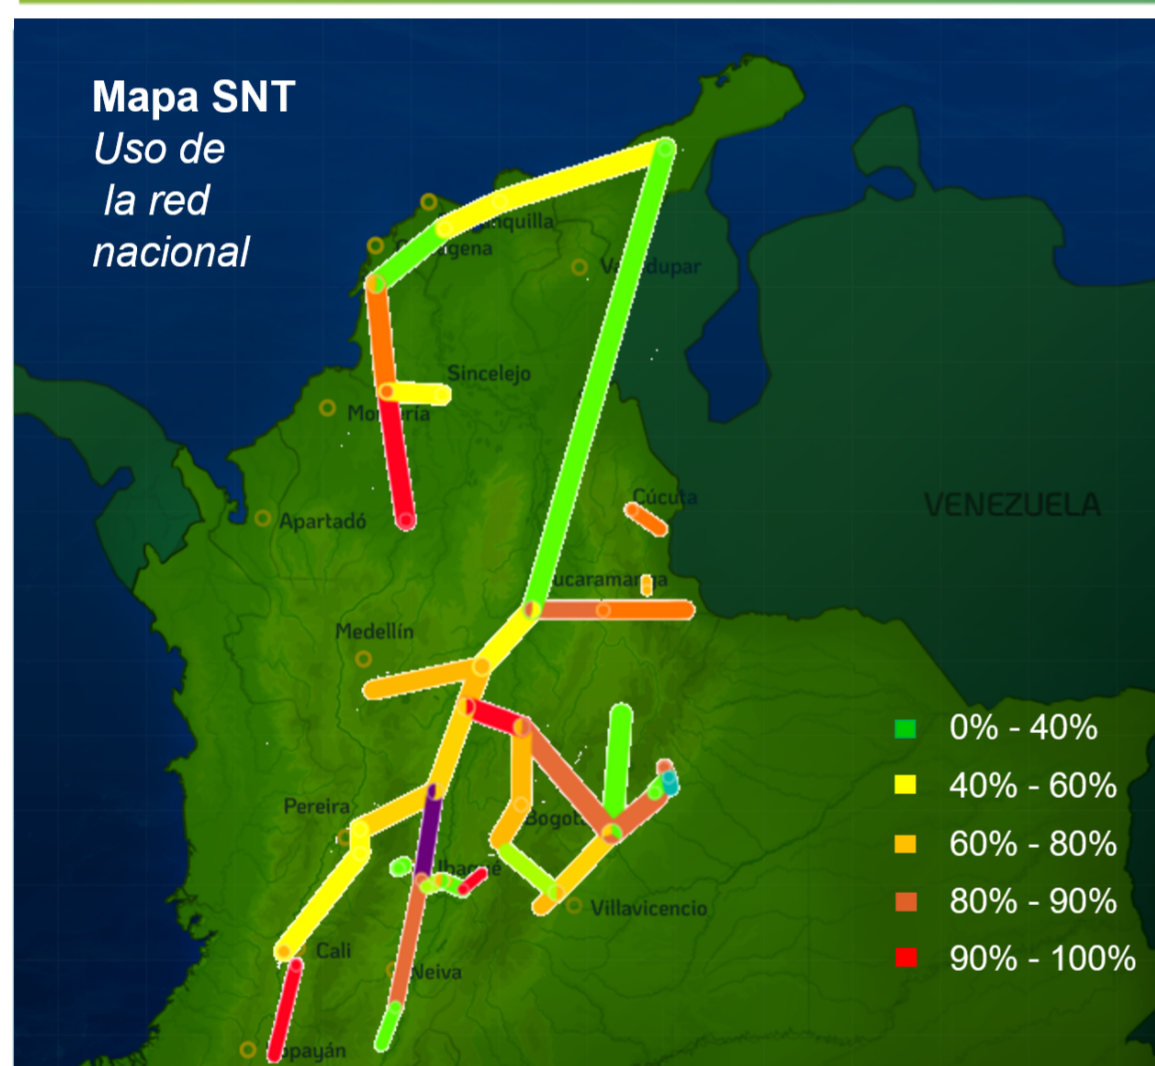 Mapa SNT
Uso de
la red
nacional
Sincelejo
Apartadó
Cúcuta
VENEZUELA
Medellín
Pereira
Villavicencio
Cali
Neiva
0% - 40%
40% - 60%
60% - 80%
80% - 90%
90% - 100%